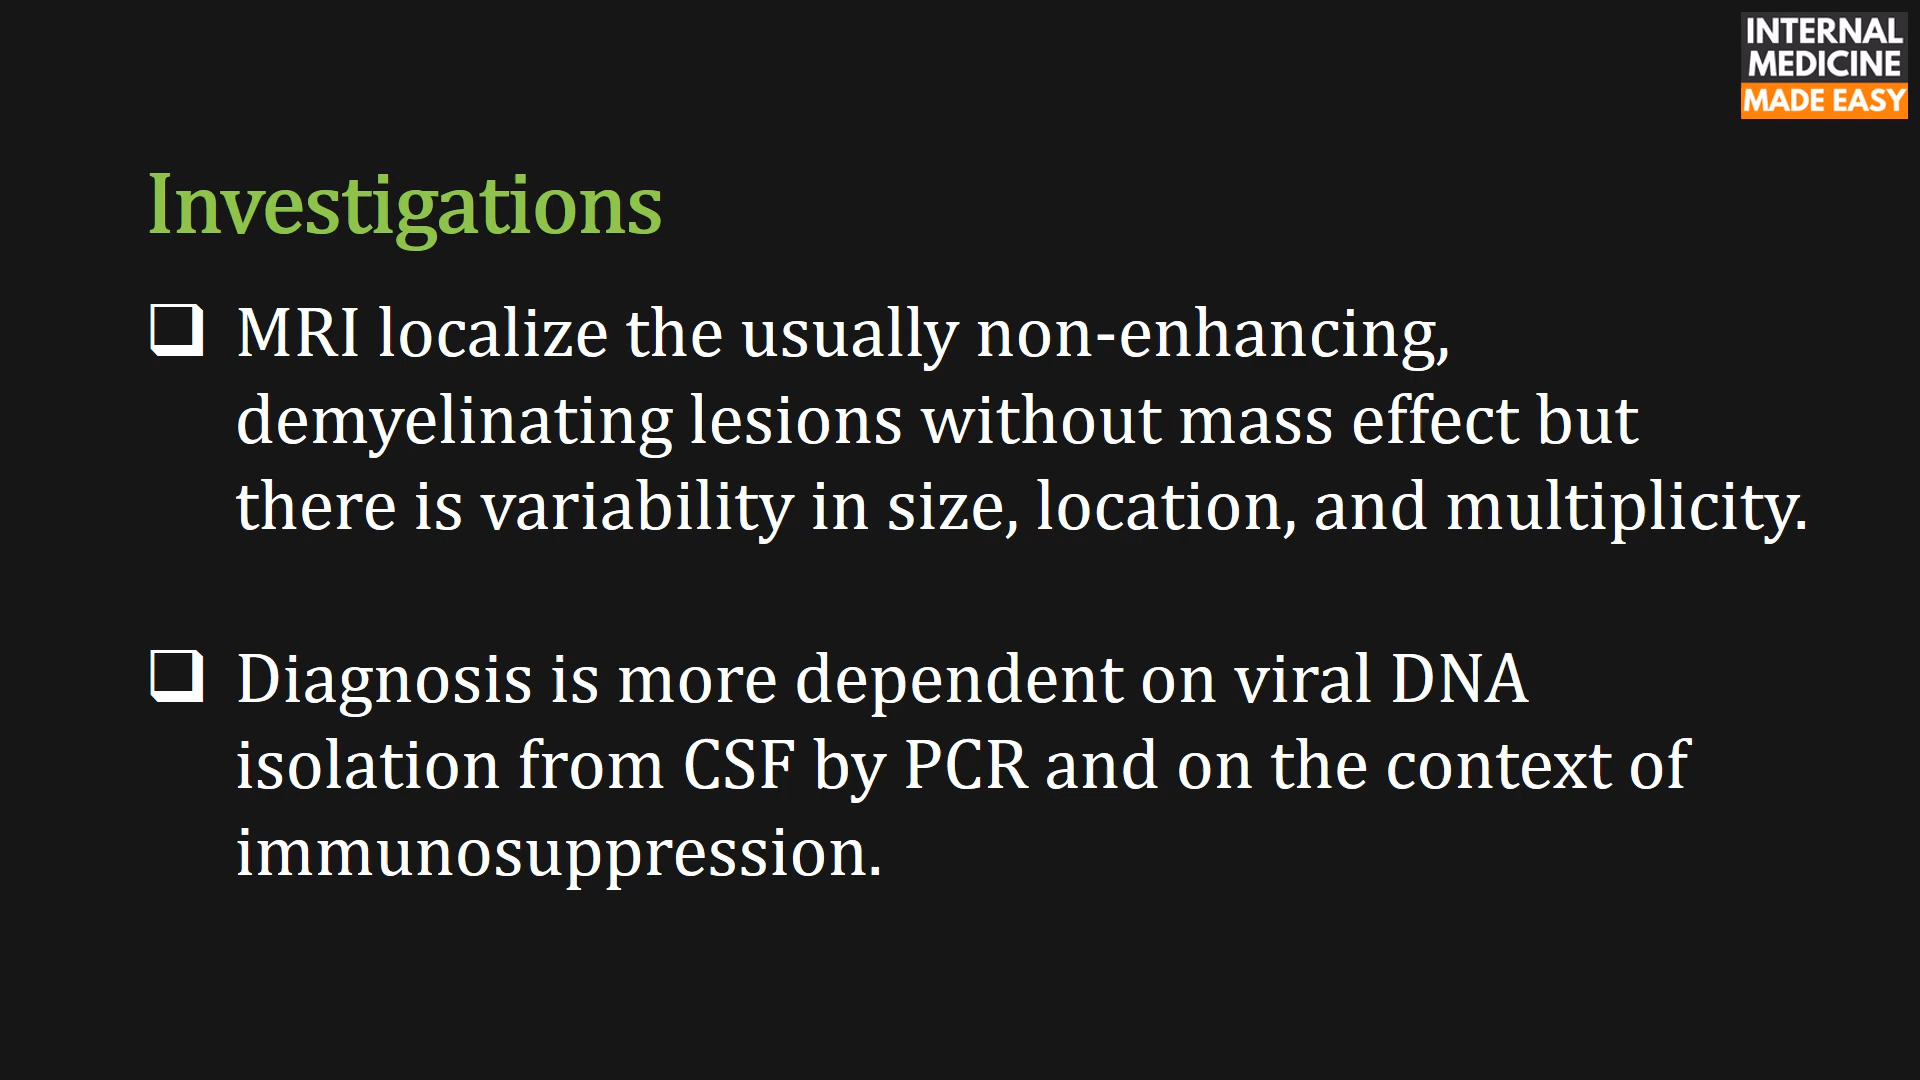 INTERNAL
MEDICINE
MADE EASY
Investigations
❑ MRI localize the usually non-enhancing,
demyelinating lesions without mass effect but
there is variability in size, location, and multiplicity.
❑ Diagnosis is more dependent on viral DNA
isolation from CSF by PCR and on the context of
immunosuppression.